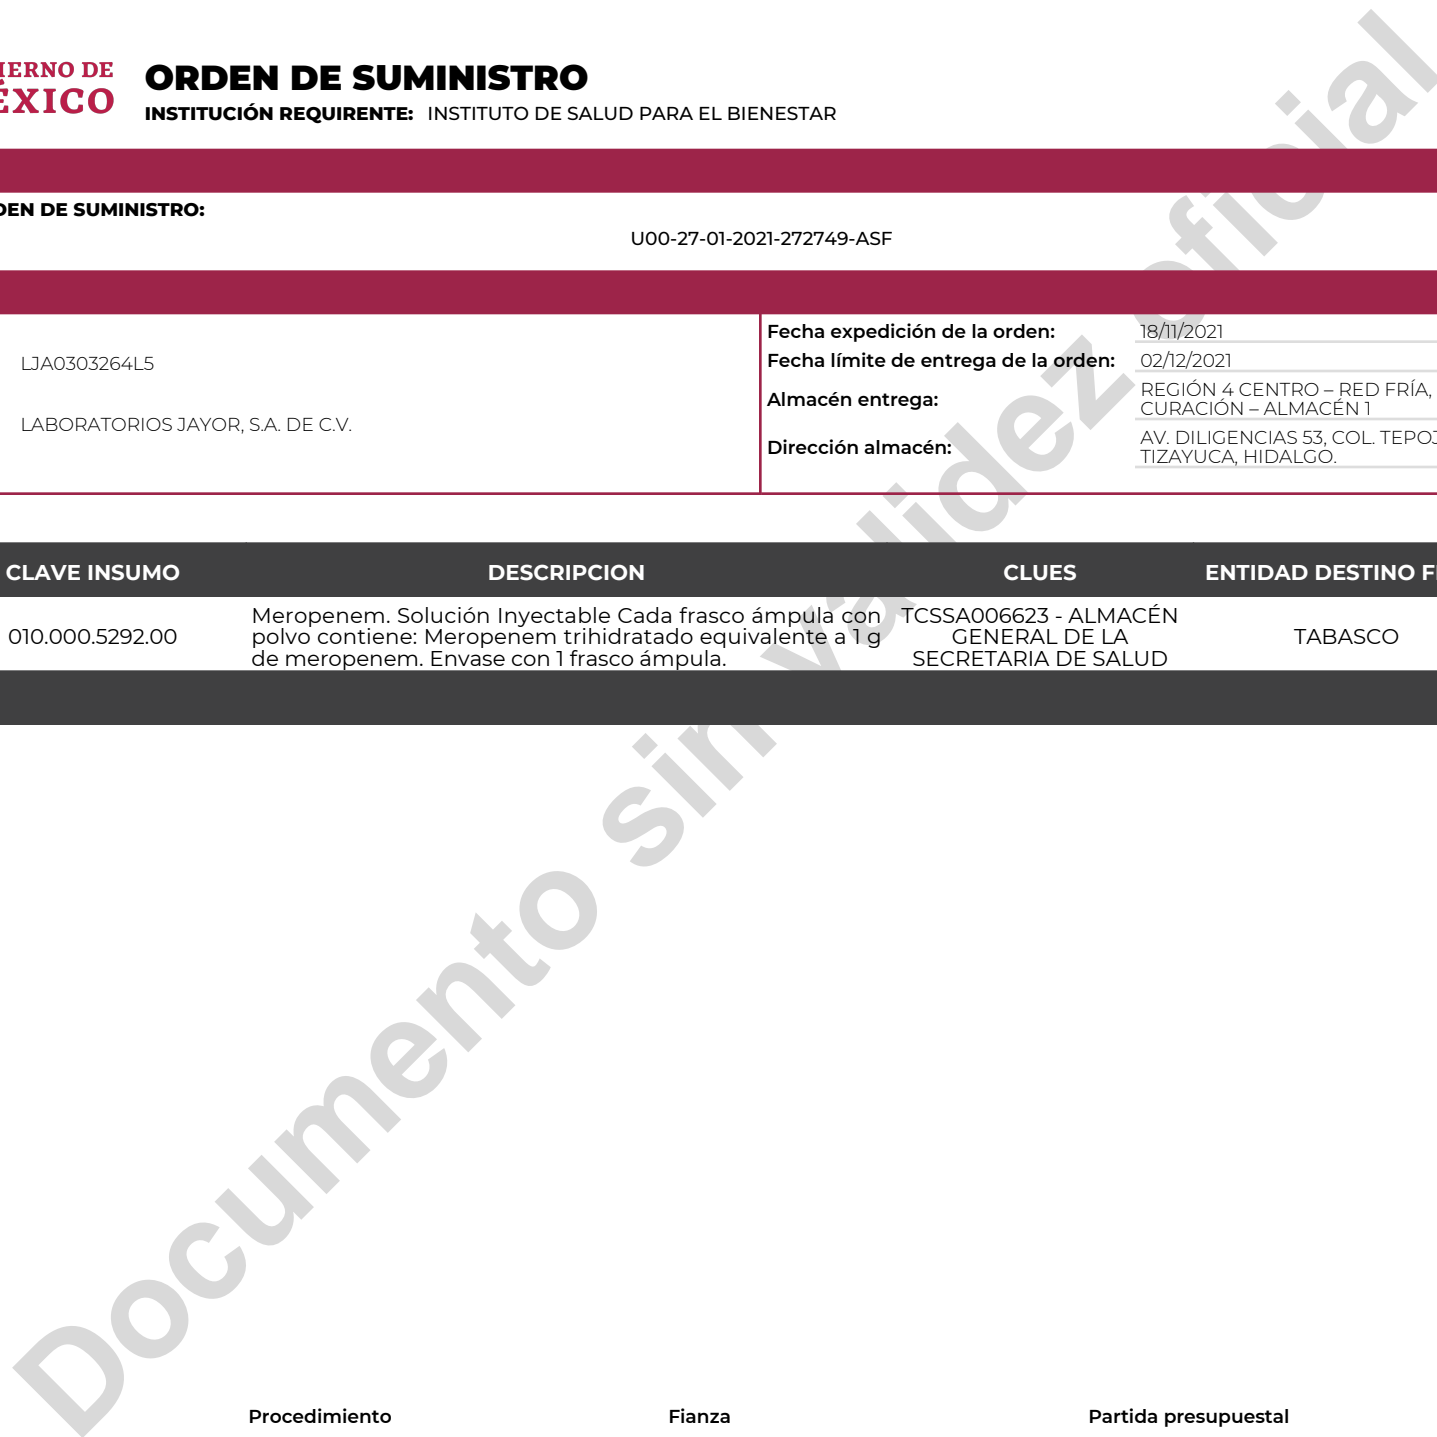 IERNO DE
ÉXICO
ORDEN DE SUMINISTRO
INSTITUCIÓN REQUIRENTE: INSTITUTO DE SALUD PARA EL BIENESTAR
DEN DE SUMINISTRO:
U00-27-01-2021-272749-ASF
LJA0303264L5
LABORATORIOS JAYOR, S.A. DE C.V.
Fecha expedición de la orden: 18/11/2021
Fecha límite de entrega de la orden: 02/12/2021
Almacén entrega: REGIÓN 4 CENTRO – RED FRÍA,
CURACIÓN – ALMACÉN 1
Dirección almacén: AV. DILIGENCIAS 53, COL. TEPOJ
TIZAYUCA, HIDALGO.
CLAVE INSUMO DESCRIPCION CLUES ENTIDAD DESTINO FI
010.000.5292.00
Meropenem. Solución Inyectable Cada frasco ámpula con
polvo contiene: Meropenem trihidratado equivalente a 1 g
de meropenem. Envase con 1 frasco ámpula.
TCSSA006623 - ALMACÉN
GENERAL DE LA
SECRETARIA DE SALUD
TABASCO
Documento sin validez oficial
Procedimiento Fianza Partida presupuestal